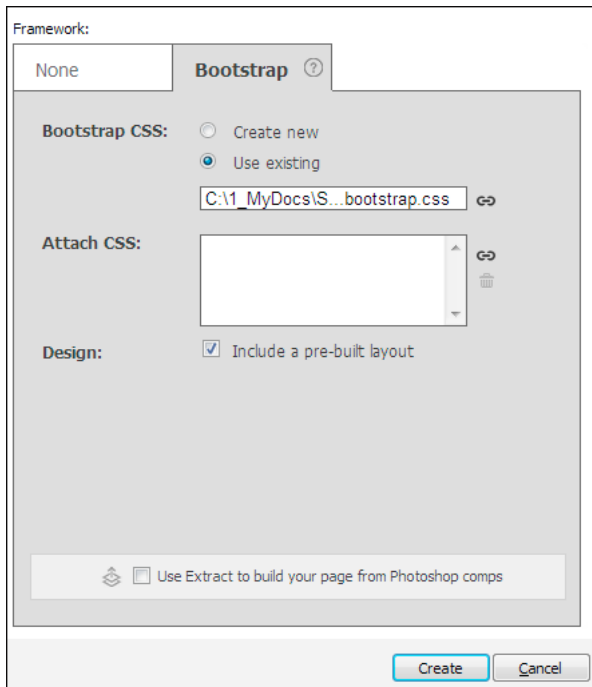 Framework:
None
Bootstrap ?
Bootstrap CSS:
Create new
Use existing
C:\1_MyDocs\S...bootstrap.css
Attach CSS:
Design:
Include a pre-built layout
Use Extract to build your page from Photoshop comps
Create
Cancel